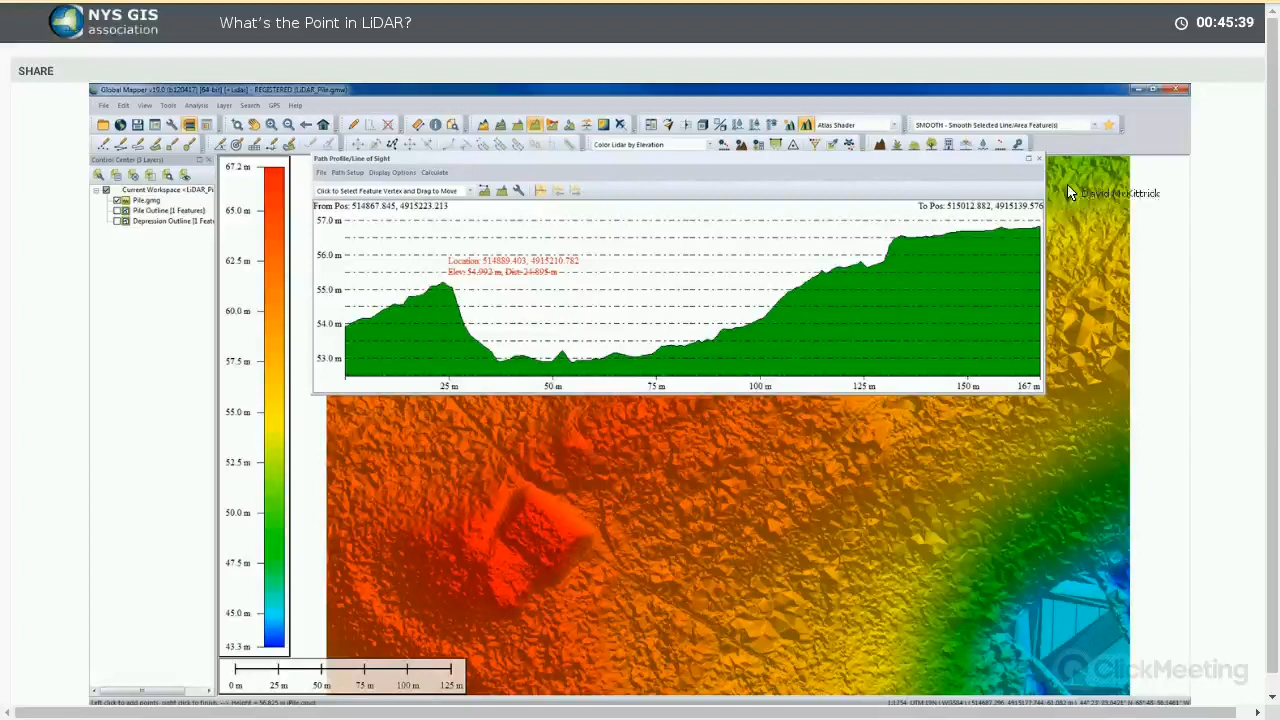 NYS GIS
association
What's the Point in LiDAR?
00:45:39
SHARE
Global Mapper v19.0 (b120417) [64-bit] [+Lidar] - REGISTERED (LiDAR_Pile.gmw)
File Edit View Tools Analysis Layer Search GPS Help
Atlas Shader
SMOOTH - Smooth Selected Line/Area Feature(s)
Color Lidar by Elevation
Control Center (3 Layers)
Current Workspace <LiDAR_Pi
Pile.gmg
Pile Outline [1 Features]
Depression Outline [1 Feat
Path Profile/Line of Sight
File Path Setup Display Options Calculate
Click to Select Feature Vertex and Drag to Move
From Pos: 514867.845, 4915223.213
To Pos: 515012.882, 4915139.576
57.0 m
56.0 m
55.0 m
54.0 m
53.0 m
Location: 514889.403, 4915210.782
Elev: 54.992 m, Dist: 24.895 m
25 m 50 m 75 m 100 m 125 m 150 m 167 m
David McKittrick
67.2 m
65.0 m
62.5 m
60.0 m
57.5 m
55.0 m
52.5 m
50.0 m
47.5 m
45.0 m
43.3 m
0 m 25 m 50 m 75 m 100 m 125 m
ClickMeeting